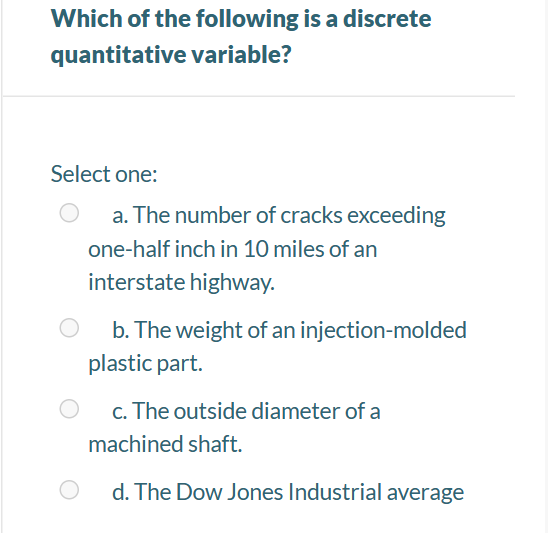 Which of the following is a discrete
quantitative variable?
Select one:
a. The number of cracks exceeding
one-half inch in 10 miles of an
interstate highway.
b. The weight of an injection-molded
plastic part.
c. The outside diameter of a
machined shaft.
d. The Dow Jones Industrial average